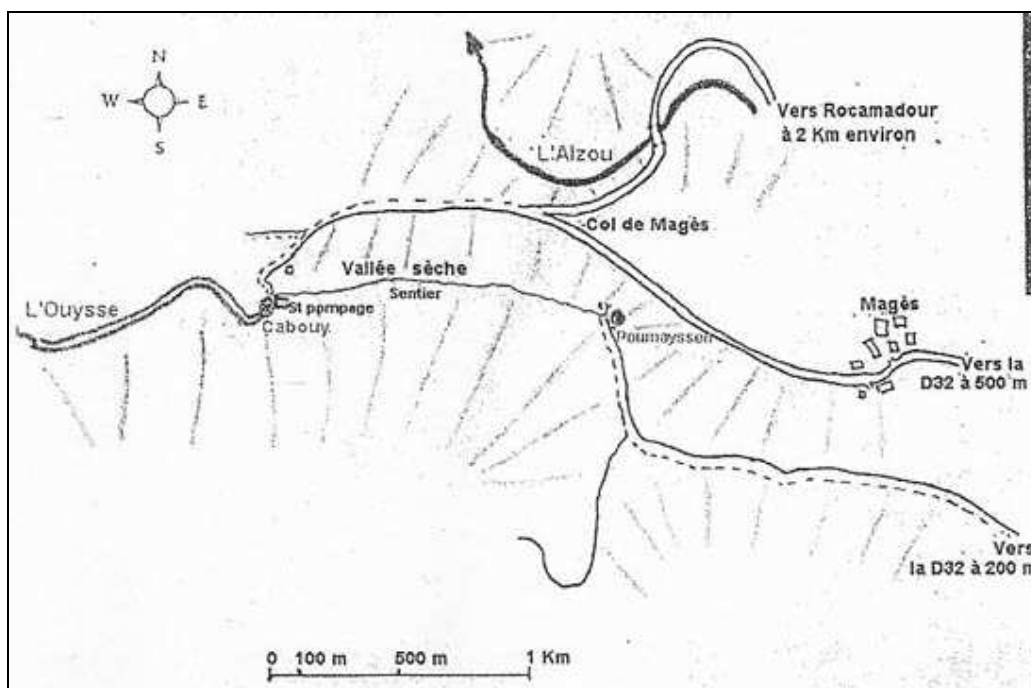 N
W E
S
L'Alzou
Vers Rocamadour
à 2 Km environ
Col de Magès
Vallée sèche
Sentier
L'Ouysse
St pompage
Cabouy
Poumayssen
Magès
Vers la
D32 à 500 m
Vers
la D32 à 200 m
0 100 m 500 m 1 Km